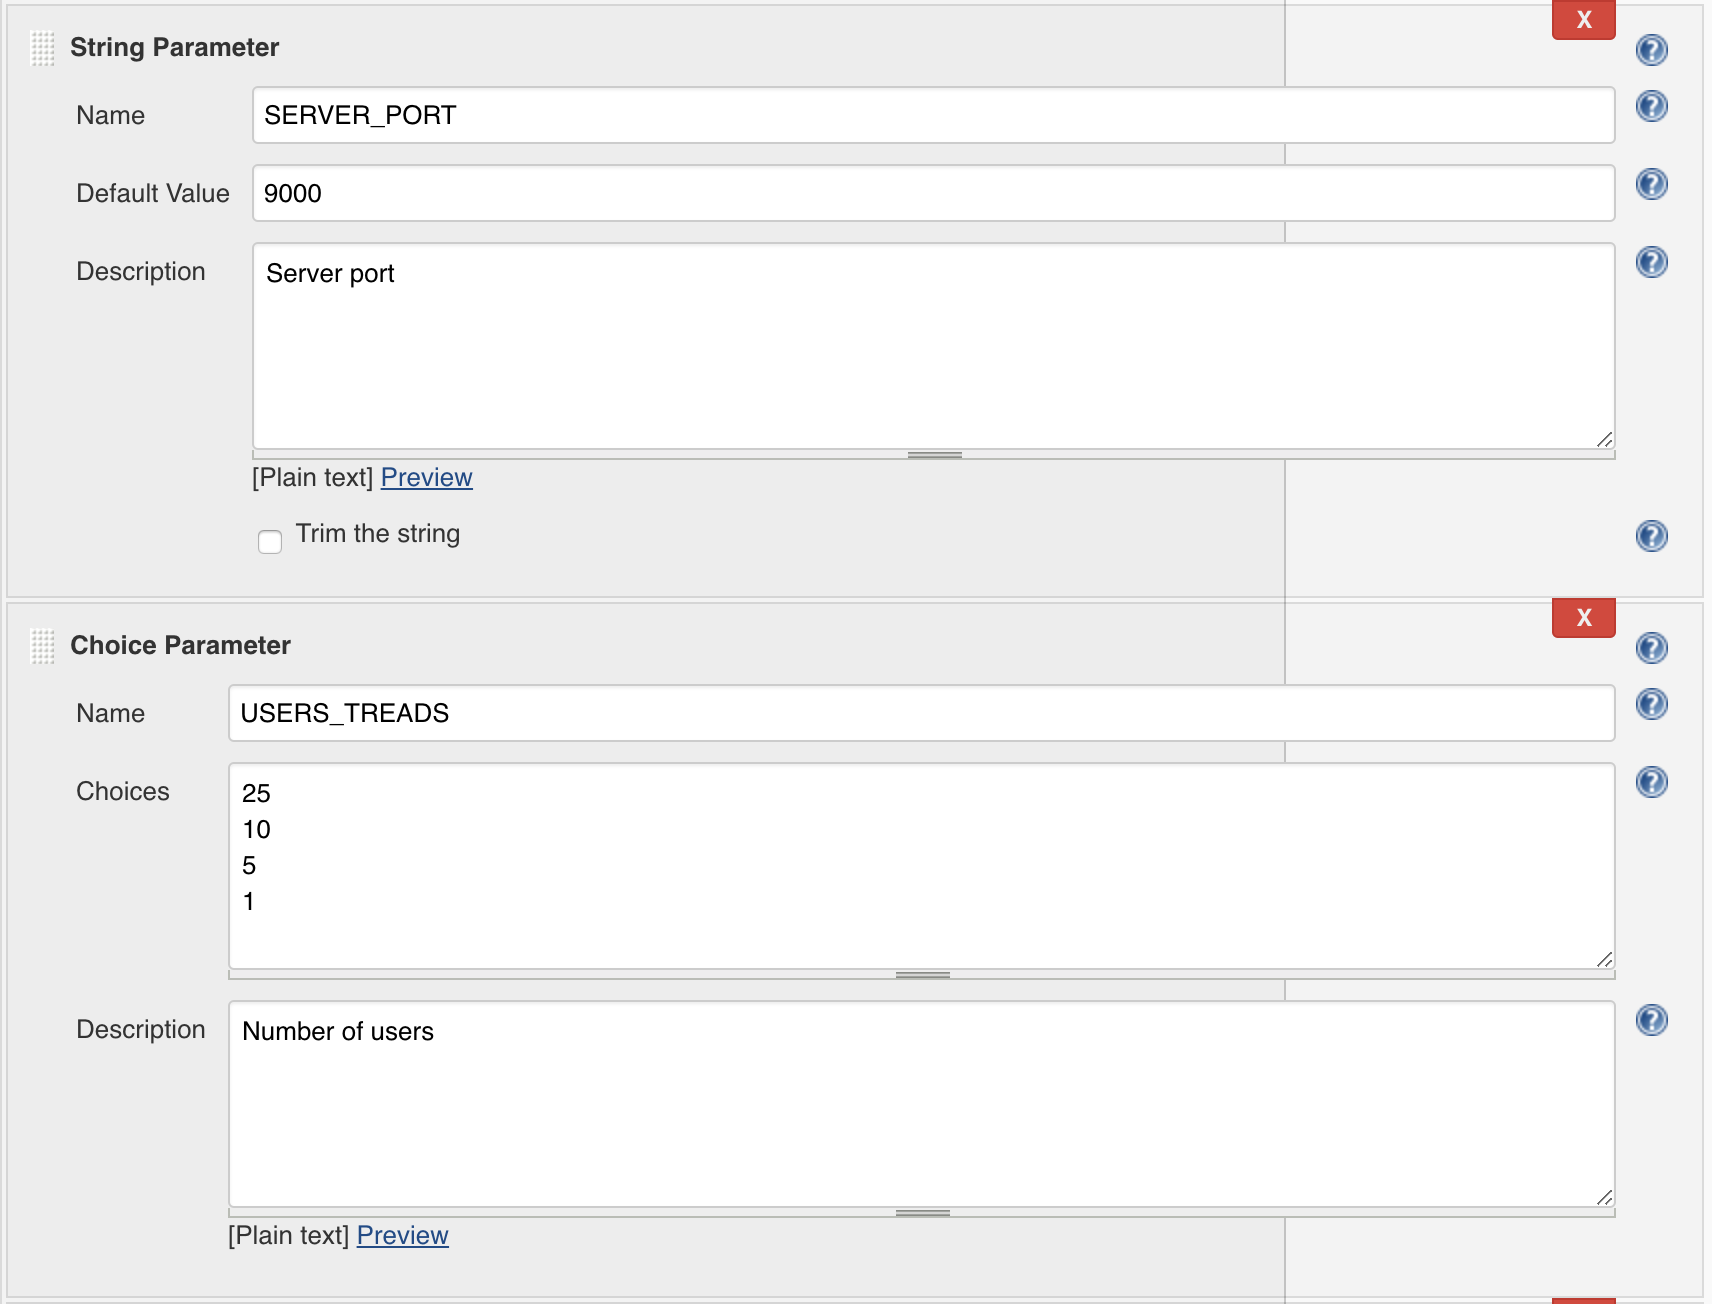 X
String Parameter
Name
SERVER_PORT
Default Value
9000
Description
Server port
[Plain text] Preview
Trim the string
X
Choice Parameter
Name
USERS_TREADS
Choices
25
10
5
1
Description
Number of users
[Plain text] Preview